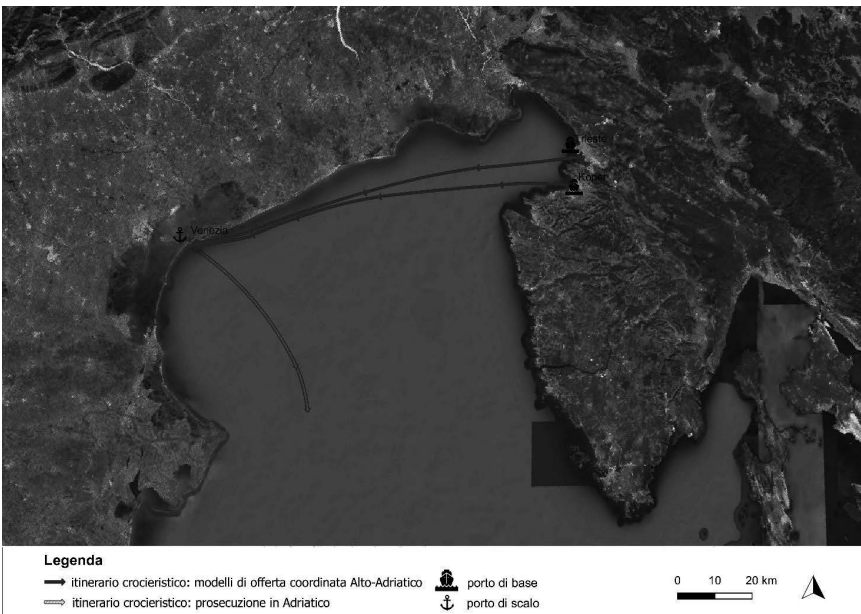 Trieste
Koper
Venezia
Legenda
itinerario crocieristico: modelli di offerta coordinata Alto-Adriatico
porto di base
0 10 20 km
itinerario crocieristico: prosecuzione in Adriatico
porto di scalo